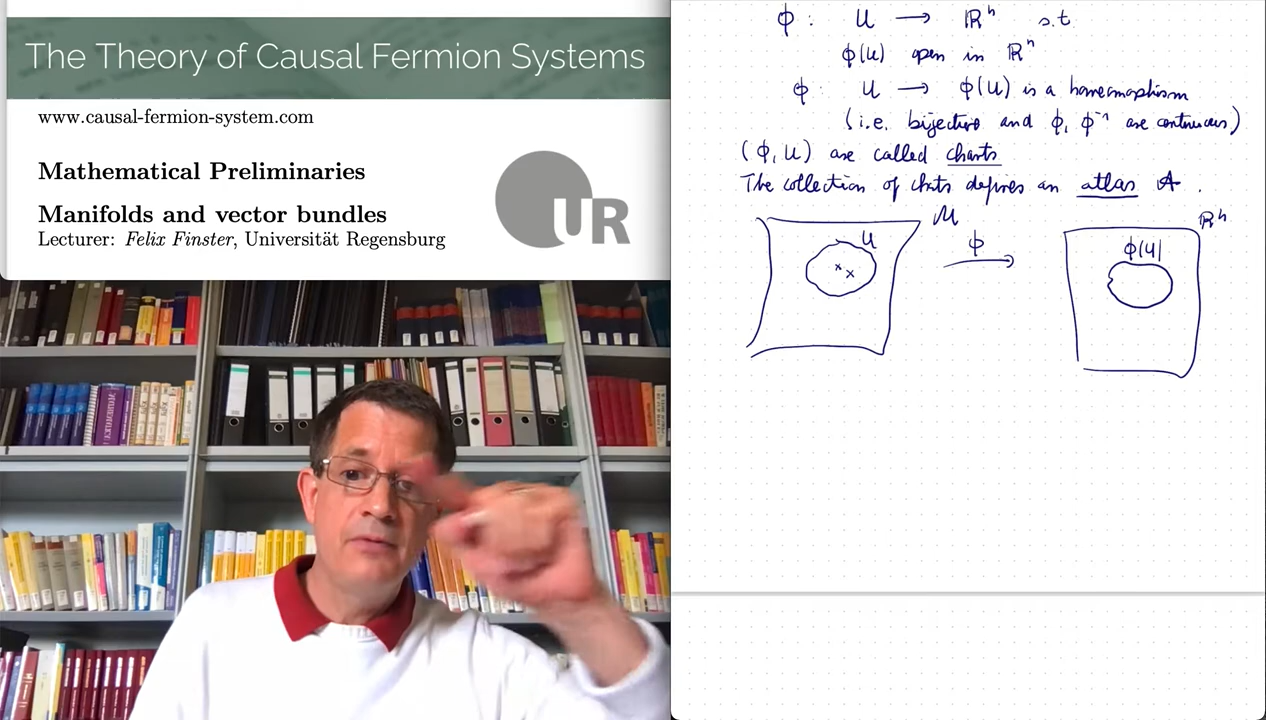 The Theory of Causal Fermion Systems
www.causal-fermion-system.com
Mathematical Preliminaries
Manifolds and vector bundles
Lecturer: Felix Finster, Universität Regensburg
UR
ϕ : U → ℝⁿ s.t.
ϕ(U) open in ℝⁿ
ϕ : U → ϕ(U) is a homeomorphism
(i.e. bijective and ϕ, ϕ⁻¹ are continuous)
(ϕ, U) are called charts
The collection of charts defines an atlas A.
M
U
ϕ
ℝⁿ
ϕ(U)